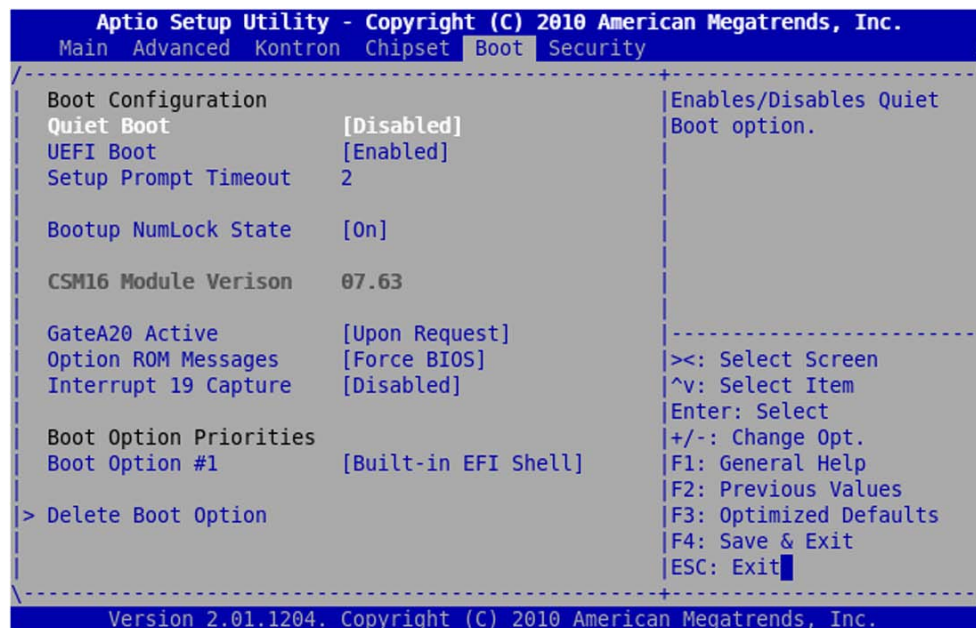 Aptio Setup Utility - Copyright (C) 2010 American Megatrends, Inc.
Main Advanced Kontron Chipset Boot Security
Boot Configuration
Quiet Boot [Disabled]
UEFI Boot [Enabled]
Setup Prompt Timeout 2
Bootup NumLock State [On]
CSM16 Module Verison 07.63
GateA20 Active [Upon Request]
Option ROM Messages [Force BIOS]
Interrupt 19 Capture [Disabled]
Boot Option Priorities
Boot Option #1 [Built-in EFI Shell]
> Delete Boot Option
Enables/Disables Quiet
Boot option.
><: Select Screen
^v: Select Item
Enter: Select
+/-: Change Opt.
F1: General Help
F2: Previous Values
F3: Optimized Defaults
F4: Save & Exit
ESC: Exit
Version 2.01.1204. Copyright (C) 2010 American Megatrends, Inc.